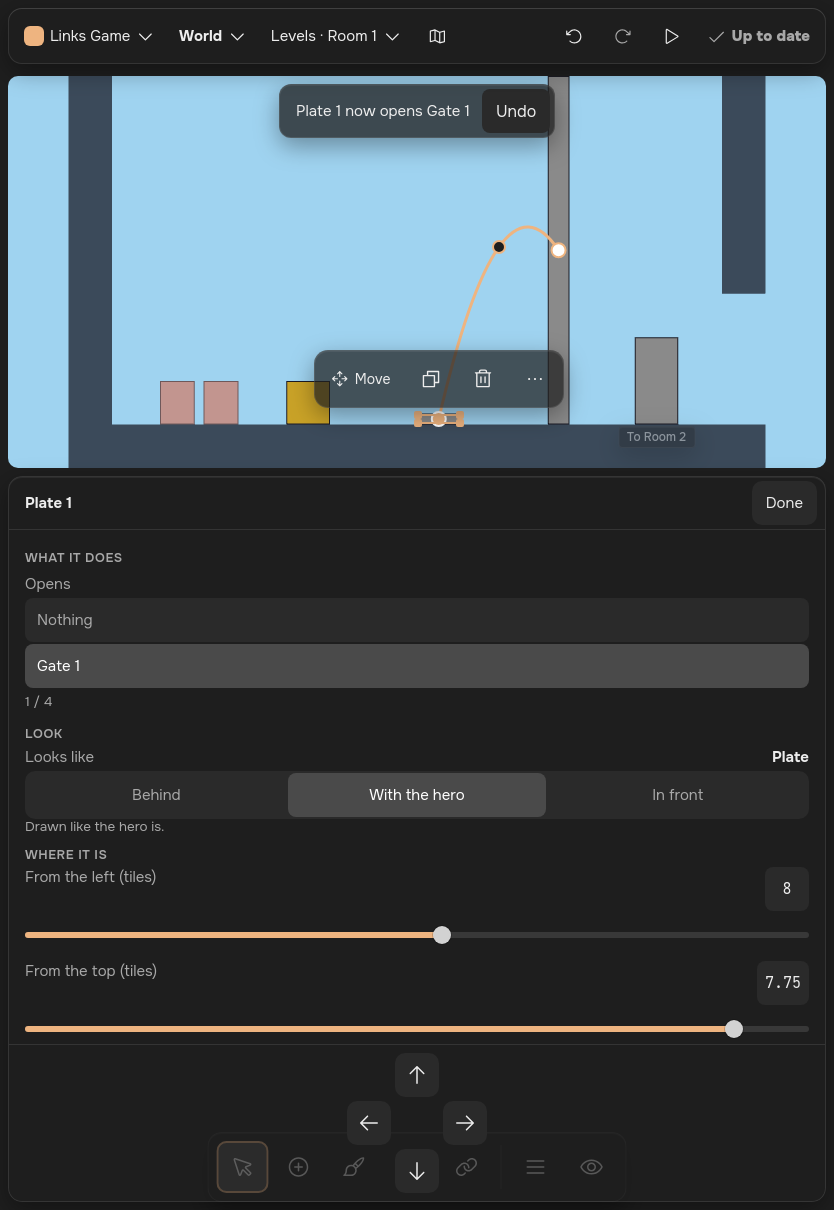 Links Game World Levels · Room 1 Up to date
Plate 1 now opens Gate 1 Undo
Move
To Room 2
Plate 1 Done
WHAT IT DOES
Opens
Nothing
Gate 1
1 / 4
LOOK
Looks like Plate
Behind With the hero In front
Drawn like the hero is.
WHERE IT IS
From the left (tiles) 8
From the top (tiles) 7.75